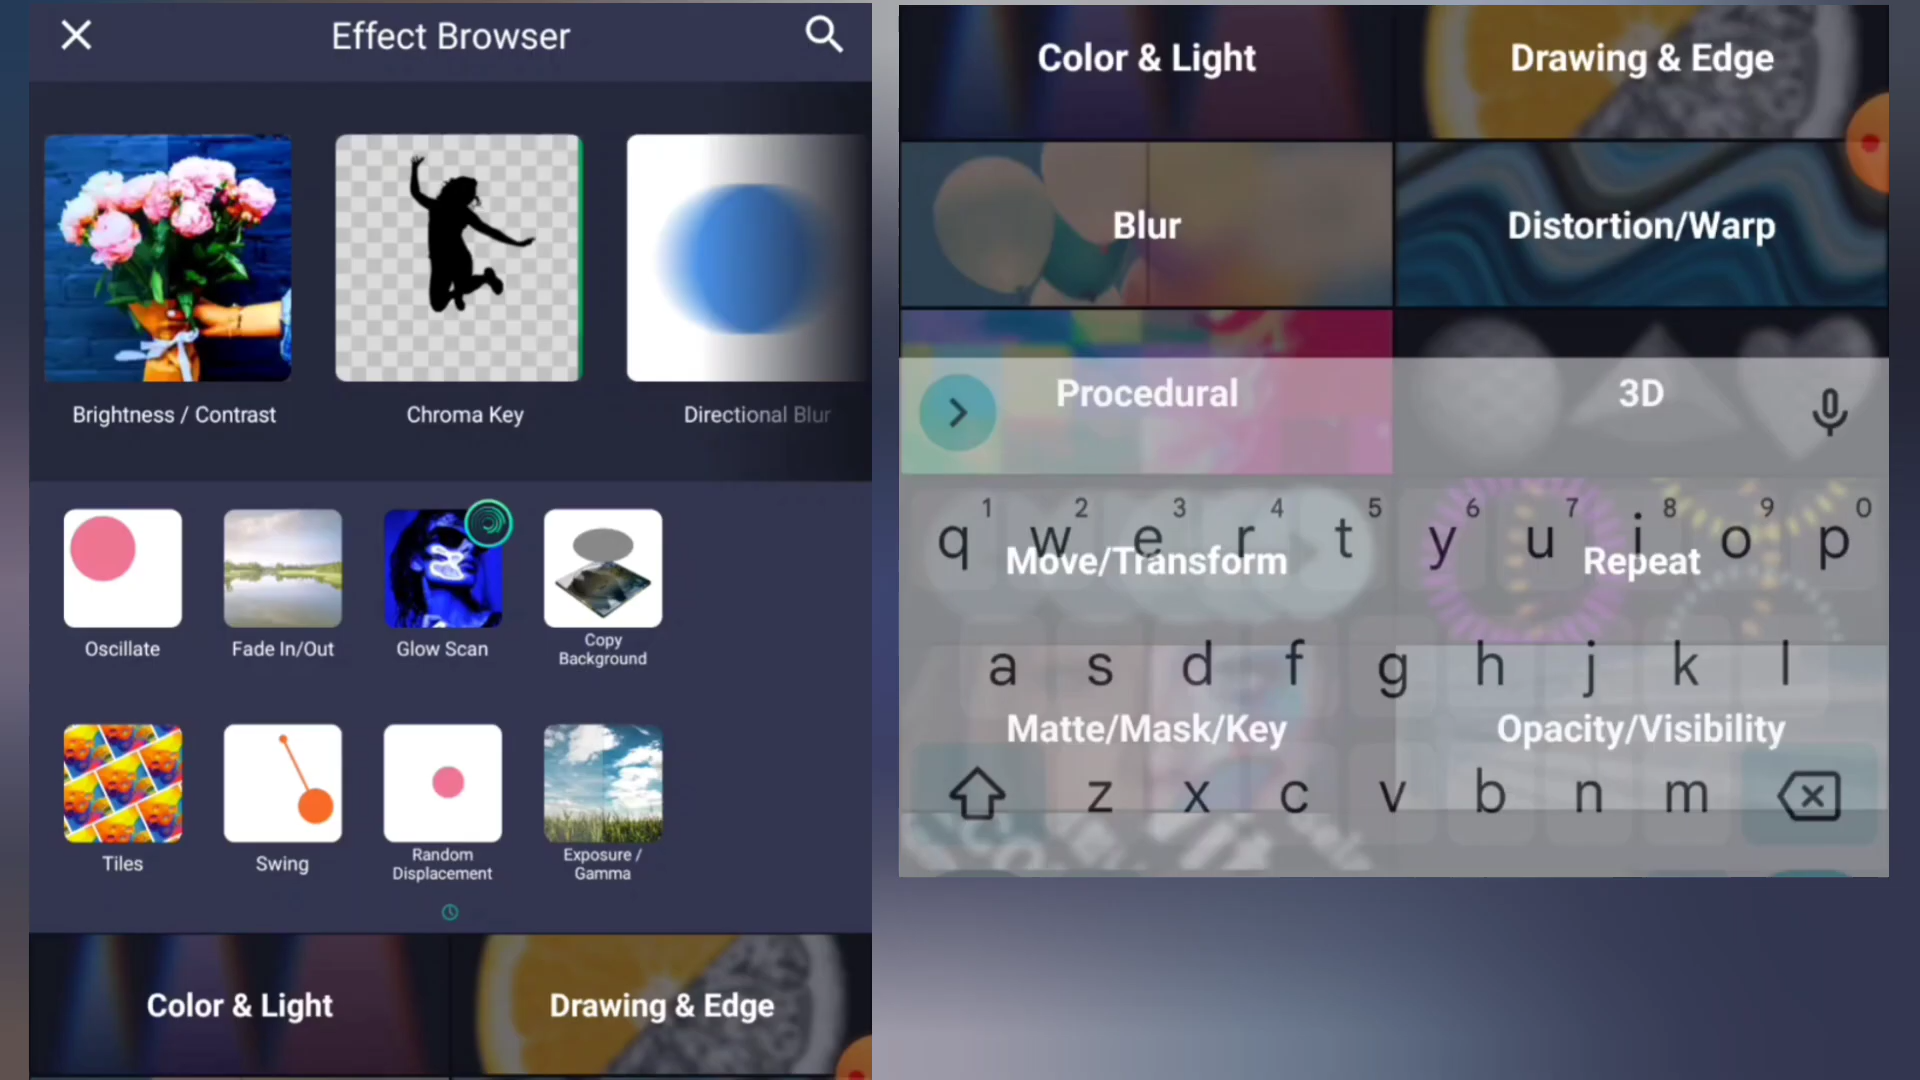 Effect Browser
Brightness / Contrast
Chroma Key
Directional Blur
Oscillate
Fade In/Out
Glow Scan
Copy
Background
Tiles
Swing
Random
Displacement
Exposure /
Gamma
Color & Light
Drawing & Edge
Color & Light
Drawing & Edge
Blur
Distortion/Warp
Procedural
3D
1 2 3 4 5 6 7 8 9 0
q w e r t y u i o p
Move/Transform
Repeat
a s d f g h j k l
Matte/Mask/Key
Opacity/Visibility
z x c v b n m